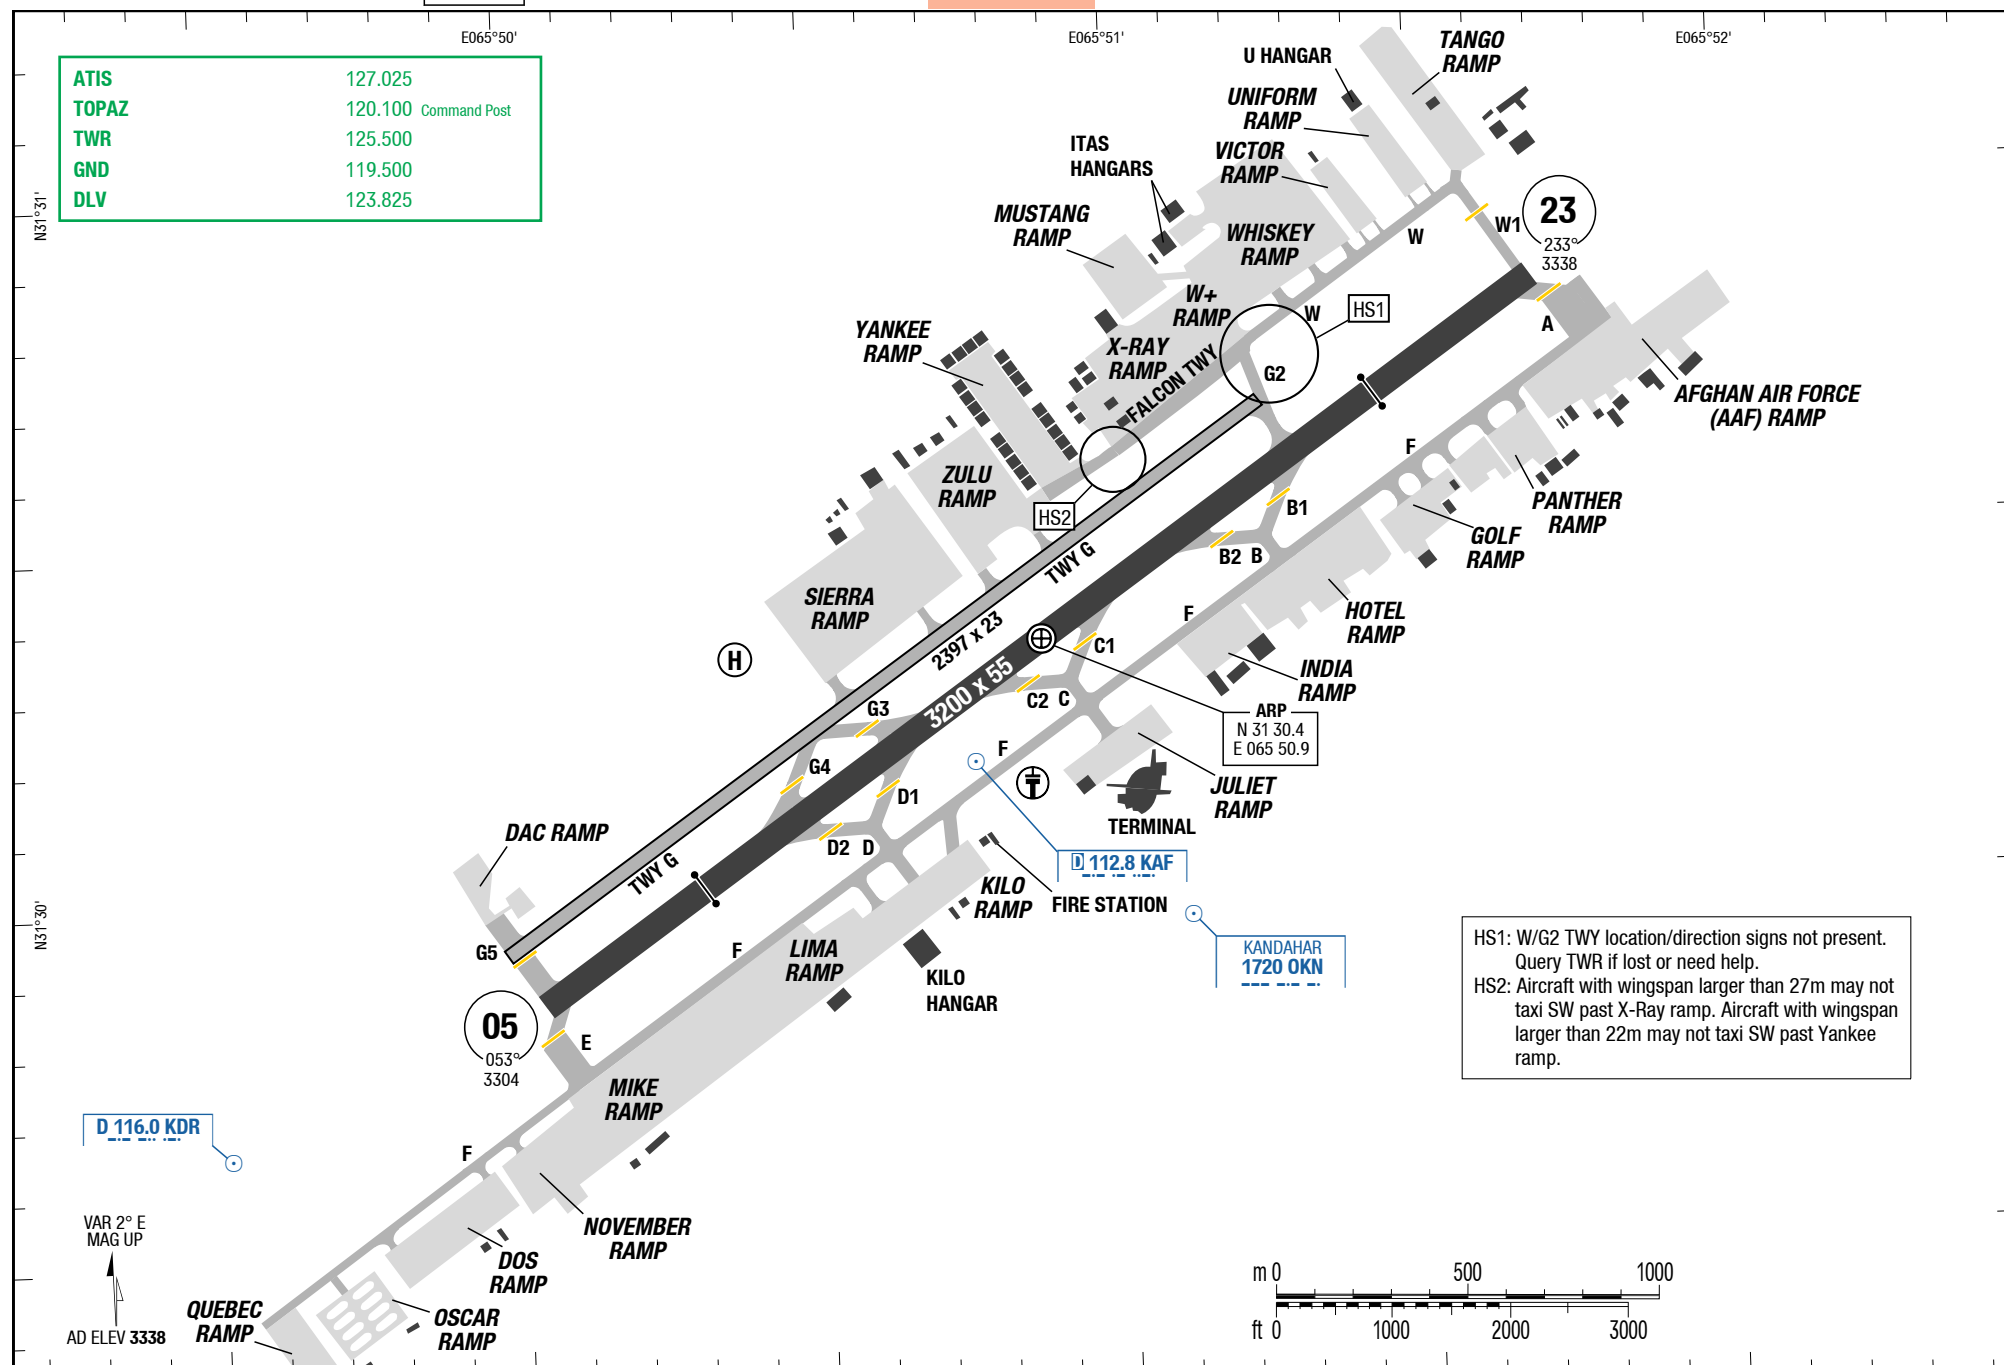 E065°50'
E065°51'
E065°52'
N31°31'
N31°30'
ATIS 127.025
TOPAZ 120.100 Command Post
TWR 125.500
GND 119.500
DLV 123.825
U HANGAR
TANGO
RAMP
UNIFORM
RAMP
ITAS
HANGARS
VICTOR
RAMP
MUSTANG
RAMP
WHISKEY
RAMP
W
W1
23
233°
3338
W+
RAMP
W
HS1
A
YANKEE
RAMP
X-RAY
RAMP
FALCON TWY
G2
AFGHAN AIR FORCE
(AAF) RAMP
F
ZULU
RAMP
HS2
B1
PANTHER
RAMP
GOLF
RAMP
TWY G
B2 B
SIERRA
RAMP
HOTEL
RAMP
F
2397 x 23
C1
H
3200 x 55
INDIA
RAMP
C2 C
G3
ARP
N 31 30.4
E 065 50.9
F
G4
D1
JULIET
RAMP
TERMINAL
DAC RAMP
D2 D
D 112.8 KAF
TWY G
KILO
RAMP
FIRE STATION
LIMA
RAMP
F
G5
KILO
HANGAR
KANDAHAR
1720 OKN
HS1: W/G2 TWY location/direction signs not present.
Query TWR if lost or need help.
HS2: Aircraft with wingspan larger than 27m may not
taxi SW past X-Ray ramp. Aircraft with wingspan
larger than 22m may not taxi SW past Yankee
ramp.
05
053°
3304
E
MIKE
RAMP
D 116.0 KDR
F
VAR 2° E
MAG UP
NOVEMBER
RAMP
DOS
RAMP
QUEBEC
RAMP
OSCAR
RAMP
AD ELEV 3338
m 0 500 1000
ft 0 1000 2000 3000